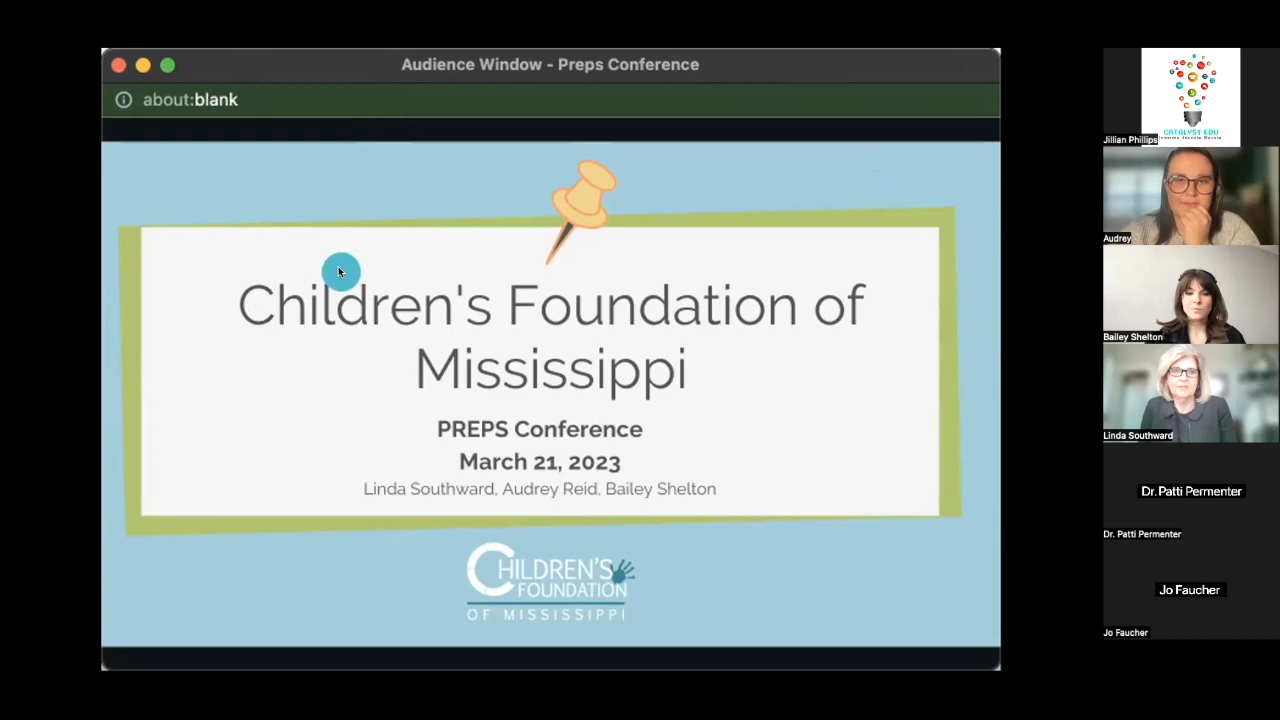 Audience Window - Preps Conference
about:blank
Children's Foundation of
Mississippi
PREPS Conference
March 21, 2023
Linda Southward, Audrey Reid, Bailey Shelton
CHILDREN'S
FOUNDATION
OF MISSISSIPPI
CATALYST EDU
Jillian Phillips
Audrey
Bailey Shelton
Linda Southward
Dr. Patti Permenter
Dr. Patti Permenter
Jo Faucher
Jo Faucher